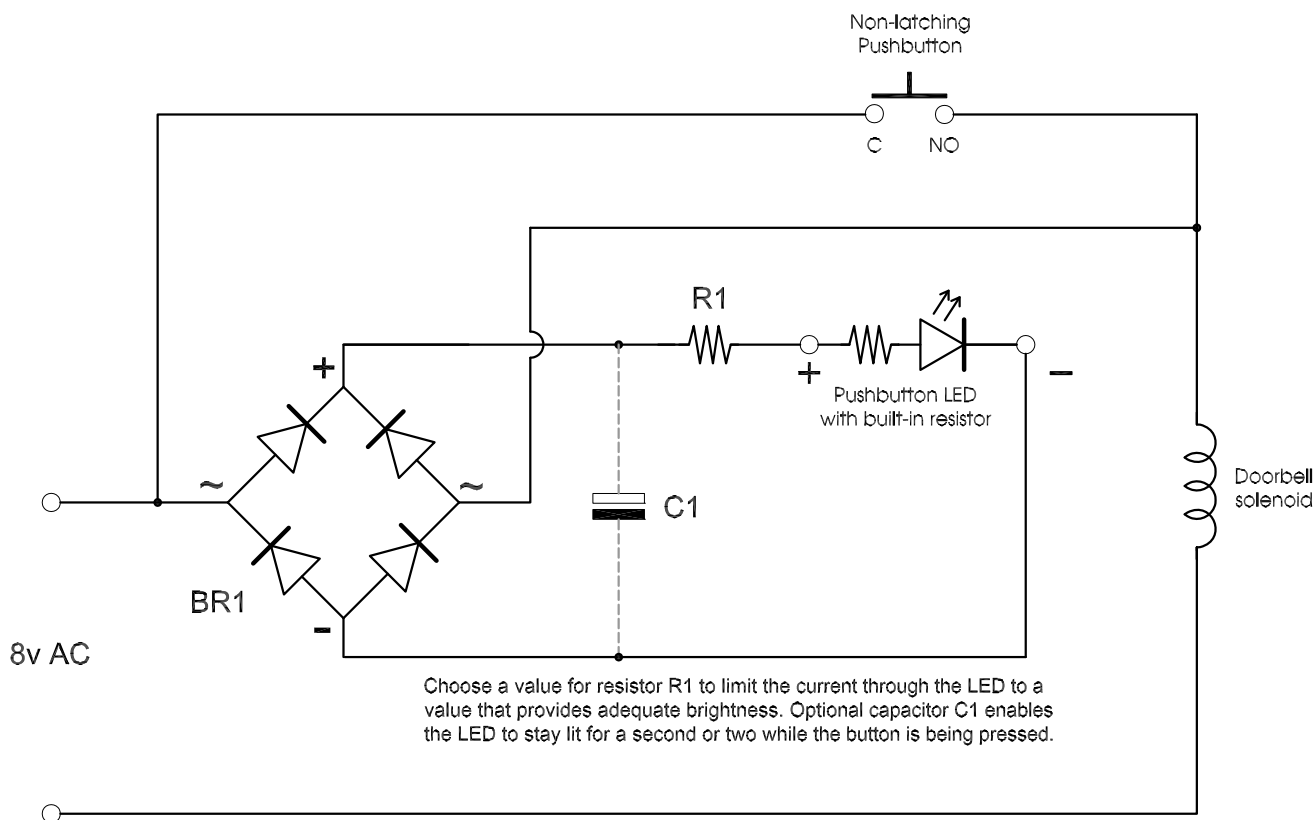 Non-latching
Pushbutton
C NO
R1
+
+
-
Pushbutton LED
with built-in resistor
~
~
C1
Doorbell
solenoid
BR1
-
8v AC
Choose a value for resistor R1 to limit the current through the LED to a
value that provides adequate brightness. Optional capacitor C1 enables
the LED to stay lit for a second or two while the button is being pressed.